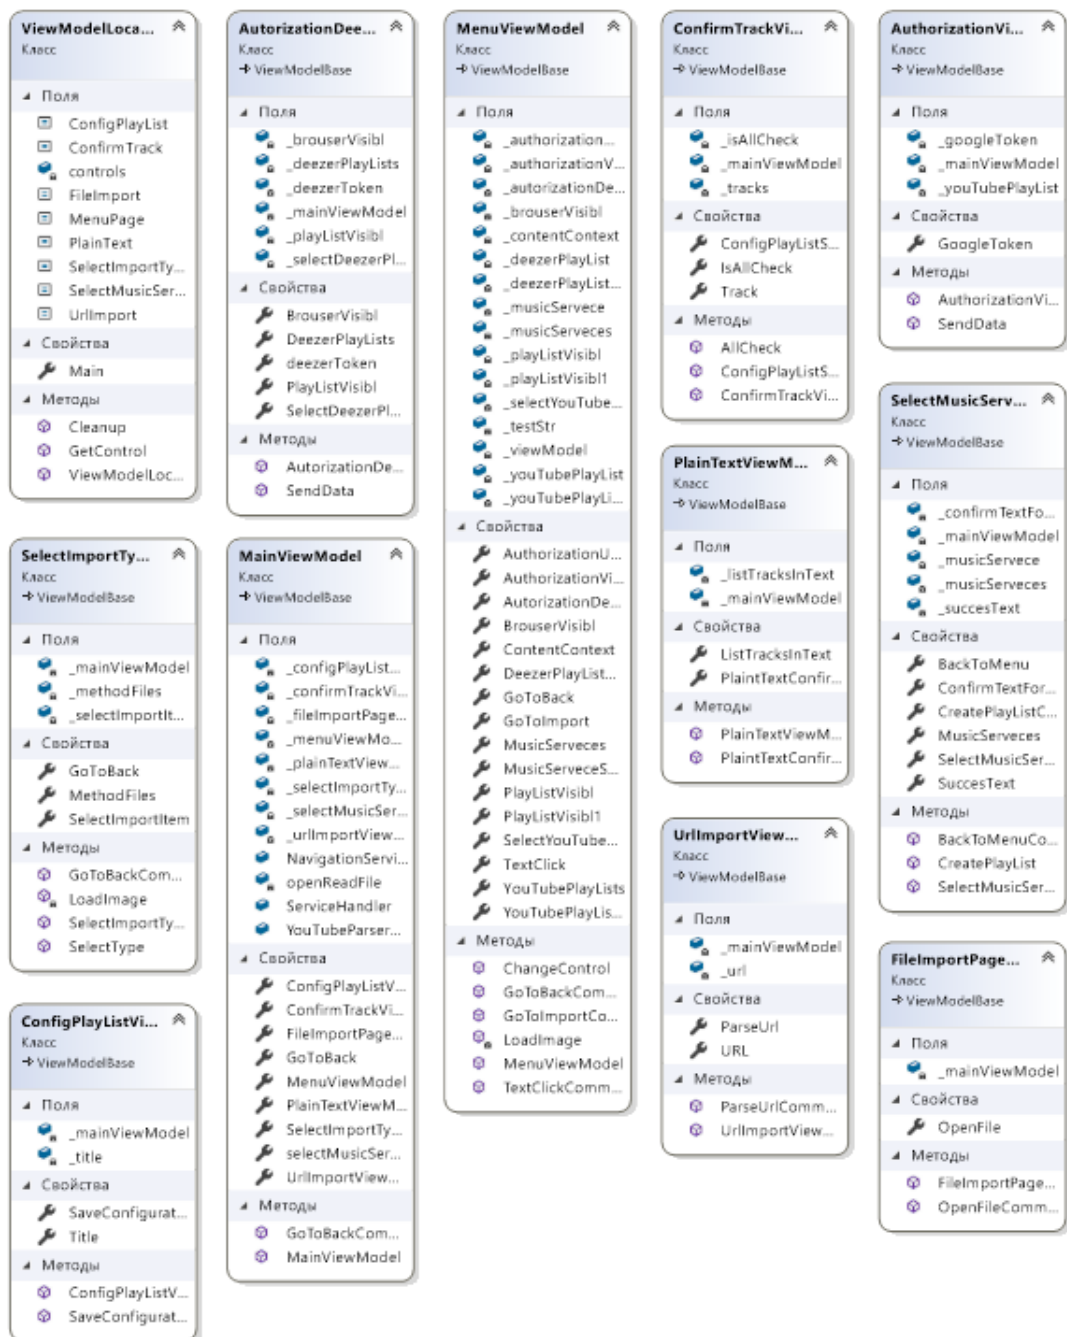 ViewModelLoca...
Класс
Поля
ConfigPlayList
ConfirmTrack
controls
FileImport
MenuPage
PlainText
SelectImportTy...
SelectMusicSer...
UrlImport
Свойства
Main
Методы
Cleanup
GetControl
ViewModelLoc...
SelectImportTy...
Класс
ViewModelBase
Поля
_mainViewModel
_methodFiles
_selectImportIt...
Свойства
GoToBack
MethodFiles
SelectImportItem
Методы
GoToBackCom...
LoadImage
SelectImportTy...
SelectType
ConfigPlayListVi...
Класс
ViewModelBase
Поля
_mainViewModel
_title
Свойства
SaveConfigurat...
Title
Методы
ConfigPlayListV...
SaveConfigurat...
AutorizationDee...
Класс
ViewModelBase
Поля
_brouserVisibl
_deezerPlayLists
_deezerToken
_mainViewModel
_playListVisibl
_selectDeezerPl...
Свойства
BrouserVisibl
DeezerPlayLists
deezerToken
PlayListVisibl
SelectDeezerPl...
Методы
AutorizationDe...
SendData
MainViewModel
Класс
ViewModelBase
Поля
_configPlayList...
_confirmTrackVi...
_fileImportPage...
_menuViewMo...
_plainTextView...
_selectImportTy...
_selectMusicSer...
_urlImportView...
NavigationServi...
openReadFile
ServiceHandler
YouTubeParser...
Свойства
ConfigPlayListV...
ConfirmTrackVi...
FileImportPage...
GoToBack
MenuViewModel
PlainTextViewM...
SelectImportTy...
selectMusicSer...
UrlImportView...
Методы
GoToBackCom...
MainViewModel
MenuViewModel
Класс
ViewModelBase
Поля
_authorization...
_authorizationV...
_autorizationDe...
_brouserVisibl
_contentContext
_deezerPlayList
_deezerPlayList...
_musicServece
_musicServeces
_playListVisibl
_playListVisibl1
_selectYouTube...
_testStr
_viewModel
_youTubePlayList
_youTubePlayLi...
Свойства
AuthorizationU...
AuthorizationVi...
AutorizationDe...
BrouserVisibl
ContentContext
DeezerPlayList...
GoToBack
GoToImport
MusicServeces
MusicServeceS...
PlayListVisibl
PlayListVisibl1
SelectYouTube...
TextClick
YouTubePlayLists
YouTubePlayLis...
Методы
ChangeControl
GoToBackCom...
GoToImportCo...
LoadImage
MenuViewModel
TextClickComm...
ConfirmTrackVi...
Класс
ViewModelBase
Поля
_isAllCheck
_mainViewModel
_tracks
Свойства
ConfigPlayListS...
IsAllCheck
Track
Методы
AllCheck
ConfigPlayListS...
ConfirmTrackVi...
PlainTextViewM...
Класс
ViewModelBase
Поля
_listTracksInText
_mainViewModel
Свойства
ListTracksInText
PlaintTextConfir...
Методы
PlainTextViewM...
PlaintTextConfir...
UrlImportView...
Класс
ViewModelBase
Поля
_mainViewModel
_url
Свойства
ParseUrl
URL
Методы
ParseUrlComm...
UrlImportView...
AuthorizationVi...
Класс
ViewModelBase
Поля
_googleToken
_mainViewModel
_youTubePlayList
Свойства
GoogleToken
Методы
AuthorizationVi...
SendData
SelectMusicServ...
Класс
ViewModelBase
Поля
_confirmTextFo...
_mainViewModel
_musicServece
_musicServeces
_succesText
Свойства
BackToMenu
ConfirmTextFor...
CreatePlayListC...
MusicServeces
SelectMusicSer...
SuccesText
Методы
BackToMenuCo...
CreatePlayList
SelectMusicSer...
FileImportPage...
Класс
ViewModelBase
Поля
_mainViewModel
Свойства
OpenFile
Методы
FileImportPage...
OpenFileComm...